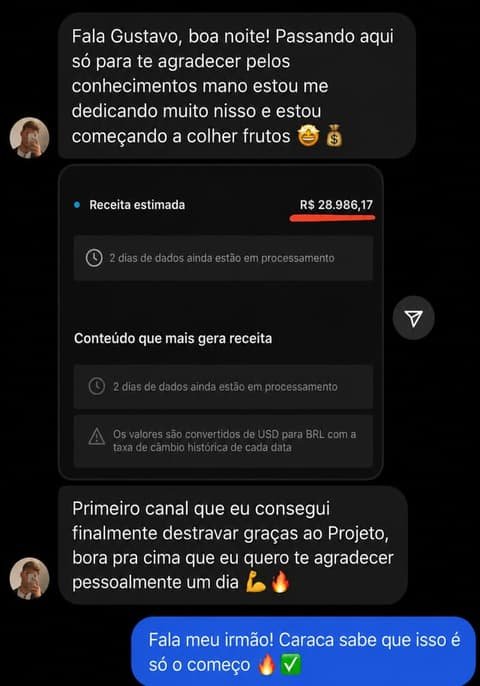 Fala Gustavo, boa noite! Passando aqui
só para te agradecer pelos
conhecimentos mano estou me
dedicando muito nisso e estou
começando a colher frutos 🤩💰
Receita estimada
R$ 28.986,17
2 dias de dados ainda estão em processamento
Conteúdo que mais gera receita
2 dias de dados ainda estão em processamento
Os valores são convertidos de USD para BRL com a
taxa de câmbio histórica de cada data
Primeiro canal que eu consegui
finalmente destravar graças ao Projeto,
bora pra cima que eu quero te agradecer
pessoalmente um dia 💪🔥
Fala meu irmão! Caraca sabe que isso é
só o começo 🔥✅